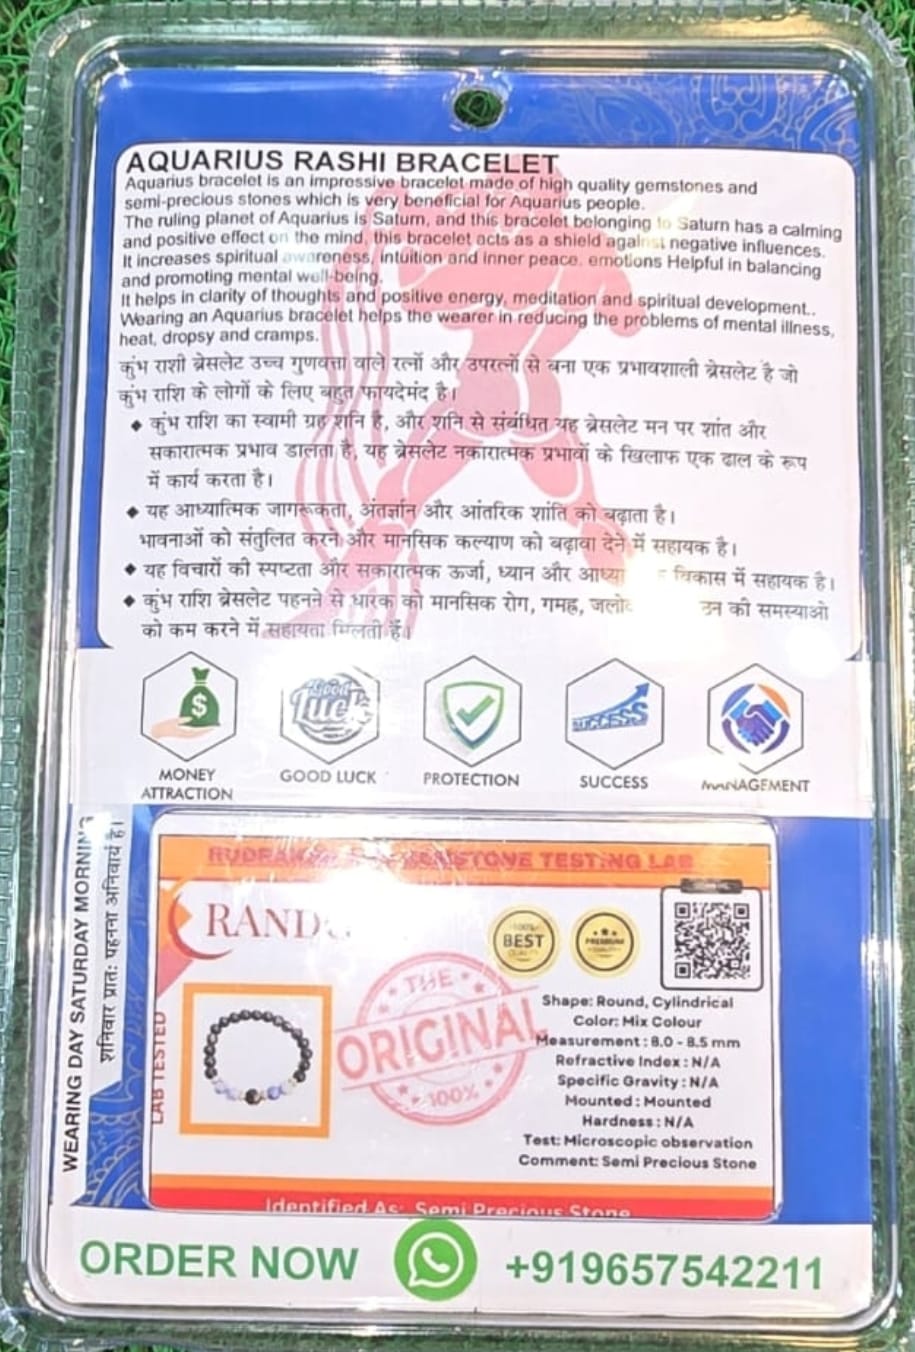 AQUARIUS RASHI BRACELET
Aquarius bracelet is an impressive bracelet made of high quality gemstones and
semi-precious stones which is very beneficial for Aquarius people.
The ruling planet of Aquarius is Saturn, and this bracelet belonging to Saturn has a calming
and positive effect on the mind, this bracelet acts as a shield against negative influences.
It increases spiritual awareness, intuition and inner peace. emotions Helpful in balancing
and promoting mental well-being.
It helps in clarity of thoughts and positive energy, meditation and spiritual development..
Wearing an Aquarius bracelet helps the wearer in reducing the problems of mental illness,
heat, dropsy and cramps.
कुंभ राशी ब्रेसलेट उच्च गुणवत्ता वाले रत्नों और उपरत्नों से बना एक प्रभावशाली ब्रेसलेट है जो
कुंभ राशि के लोगों के लिए बहुत फायदेमंद है।
◆ कुंभ राशि का स्वामी ग्रह शनि है, और शनि से संबंधित यह ब्रेसलेट मन पर शांत और
सकारात्मक प्रभाव डालता है, यह ब्रेसलेट नकारात्मक प्रभावों के खिलाफ एक ढाल के रूप
में कार्य करता है।
◆ यह आध्यात्मिक जागरूकता, अंतर्ज्ञान और आंतरिक शांति को बढ़ाता है।
भावनाओं को संतुलित करने और मानसिक कल्याण को बढ़ावा देने में सहायक है।
◆ यह विचारों की स्पष्टता और सकारात्मक ऊर्जा, ध्यान और विकास में सहायक है।
◆ कुंभ राशि ब्रेसलेट पहनने से धारक को मानसिक रोग, की समस्याओ
को कम करने में सहायता मिलती हैं।
MONEY ATTRACTION
Good Luck
GOOD LUCK
PROTECTION
SUCCESS
SUCCESS
MANAGEMENT
WEARING DAY SATURDAY MORNING
शनिवार प्रातः पहनना अनिवार्य है।
TESTING LAB
LAB TESTED
100%
BEST
QUALITY
PREMIUM
THE
ORIGINAL
100%
Shape: Round, Cylindrical
Color: Mix Colour
Measurement : 8.0 - 8.5 mm
Refractive Index : N/A
Specific Gravity : N/A
Mounted : Mounted
Hardness : N/A
Test: Microscopic observation
Comment: Semi Precious Stone
Identified As: Semi Precious Stone
ORDER NOW +919657542211